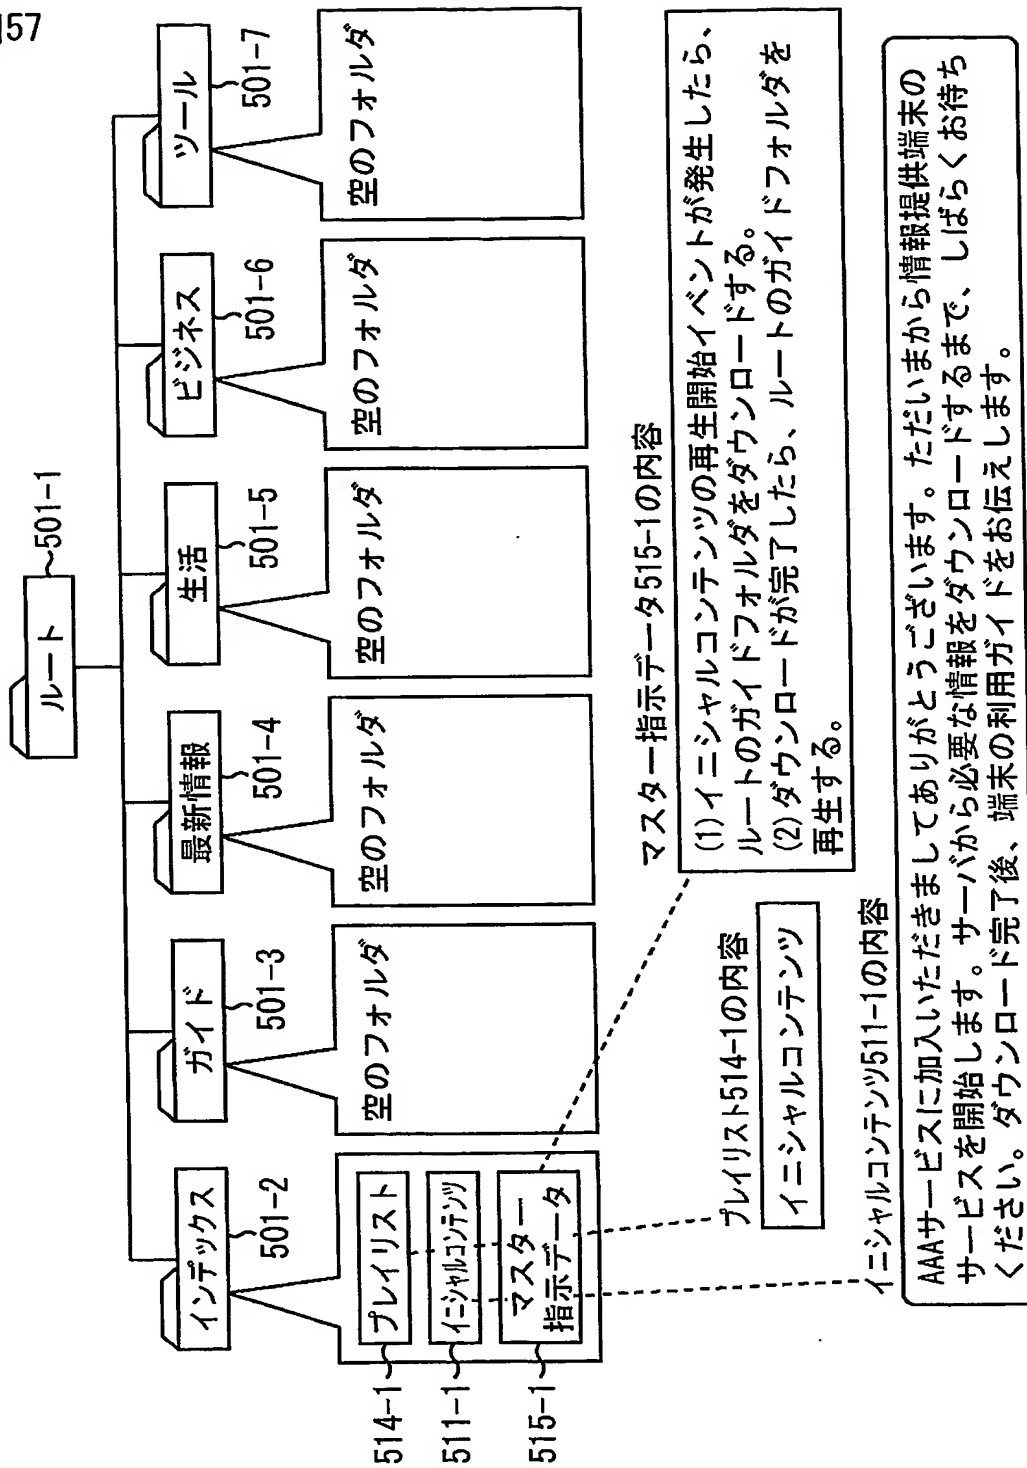 図57
ルート
501-1
インデックス
501-2
ガイド
501-3
最新情報
501-4
生活
501-5
ビジネス
501-6
ツール
501-7
514-1
プレイリスト
511-1
イニシャルコンテンツ
515-1
マスター
指示データ
空のフォルダ
空のフォルダ
空のフォルダ
空のフォルダ
空のフォルダ
マスター指示データ515-1の内容
(1)イニシャルコンテンツの再生開始イベントが発生したら、
ルートのガイドフォルダをダウンロードする。
(2)ダウンロードが完了したら、ルートのガイドフォルダを
再生する。
プレイリスト514-1の内容
イニシャルコンテンツ
イニシャルコンテンツ511-1の内容
AAAサービスに加入いただきましてありがとうございます。ただいまから情報提供端末の
サービスを開始します。サーバから必要な情報をダウンロードするまで、しばらくお待ち
ください。ダウンロード完了後、端末の利用ガイドをお伝えします。